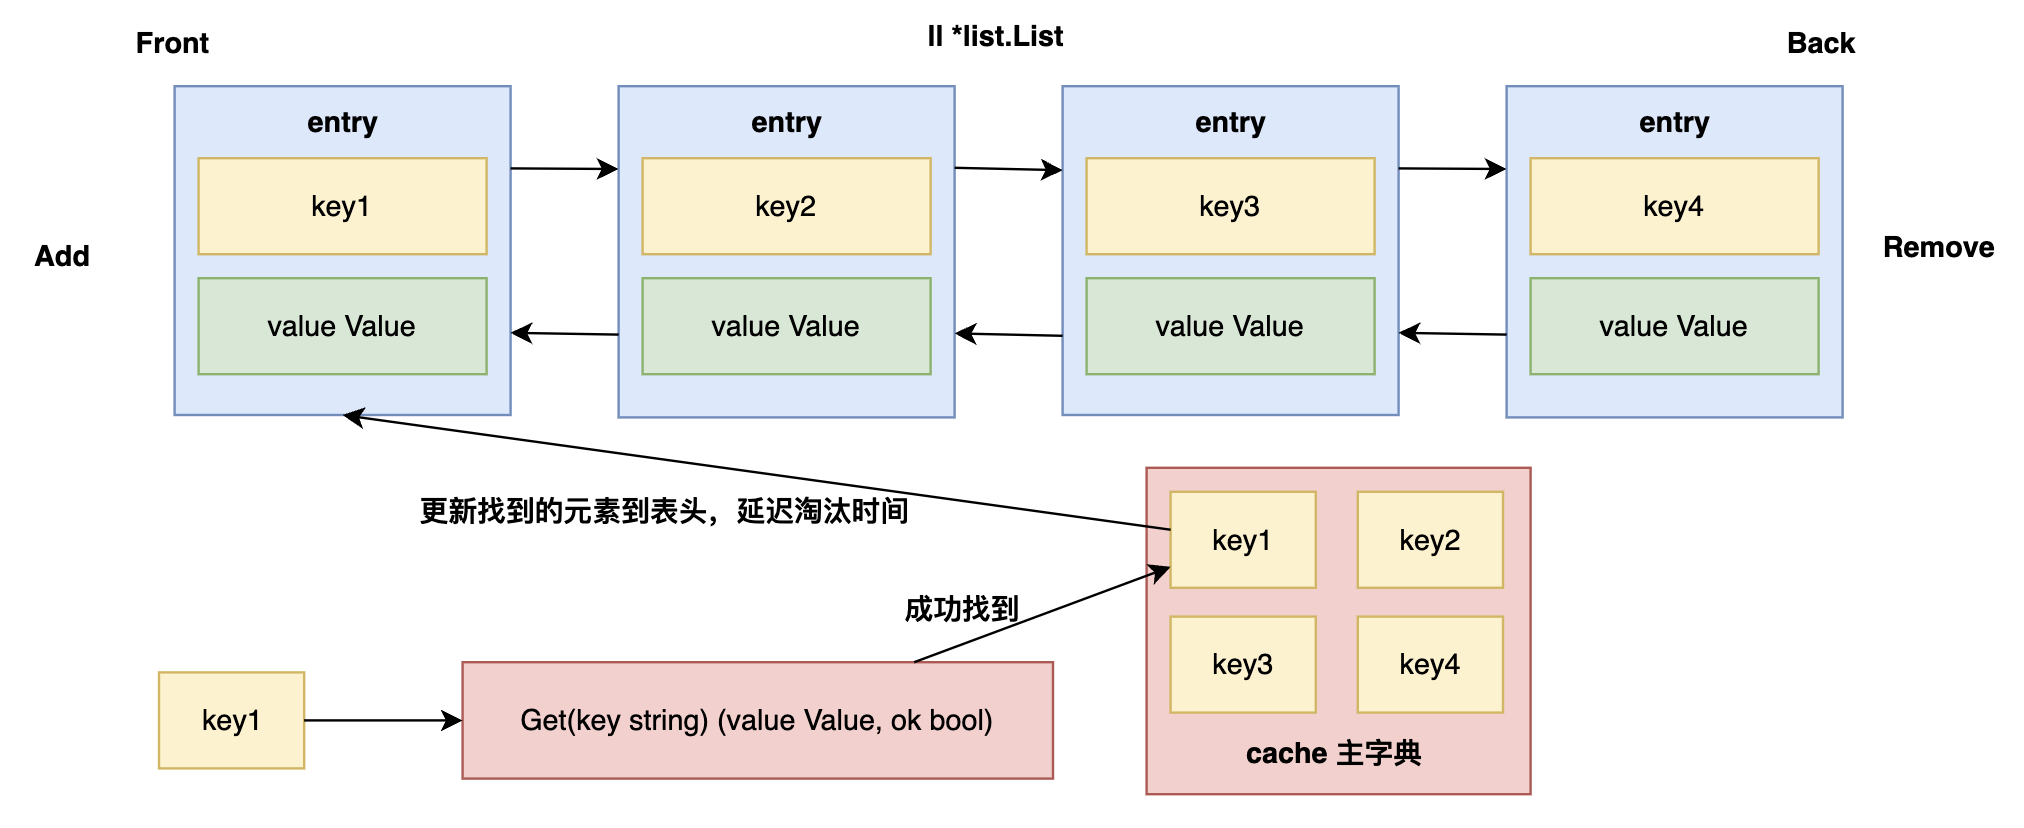 Front
ll *list.List
Back
entry
entry
entry
entry
key1
key2
key3
key4
Add
Remove
value Value
value Value
value Value
value Value
更新找到的元素到表头，延迟淘汰时间
key1
key2
成功找到
key3
key4
key1
Get(key string) (value Value, ok bool)
cache 主字典